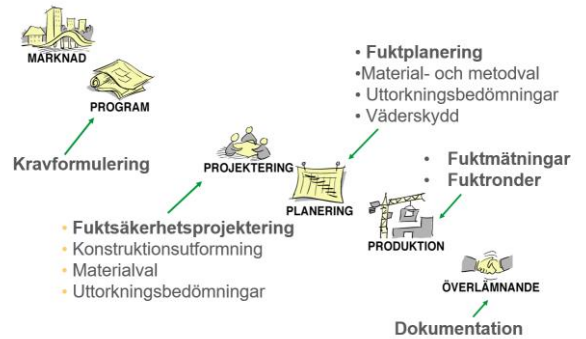 MARKNAD
PROGRAM
Kravformulering
PROJEKTERING
• Fuktsäkerhetsprojektering
• Konstruktionsutformning
• Materialval
• Uttorkningsbedömningar
• Fuktplanering
•Material- och metodval
• Uttorkningsbedömningar
• Väderskydd
PLANERING
• Fuktmätningar
• Fuktronder
PRODUKTION
ÖVERLÄMNANDE
Dokumentation